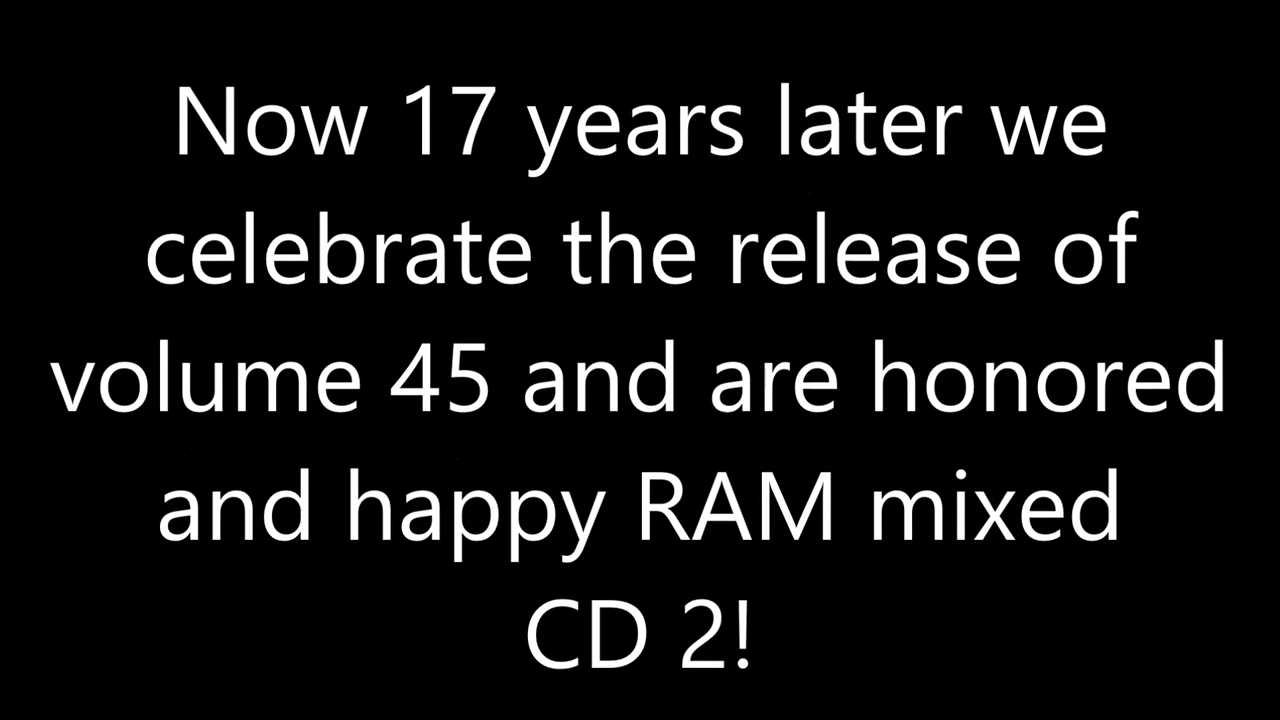 Now 17 years later we
celebrate the release of
volume 45 and are honored
and happy RAM mixed
CD 2!